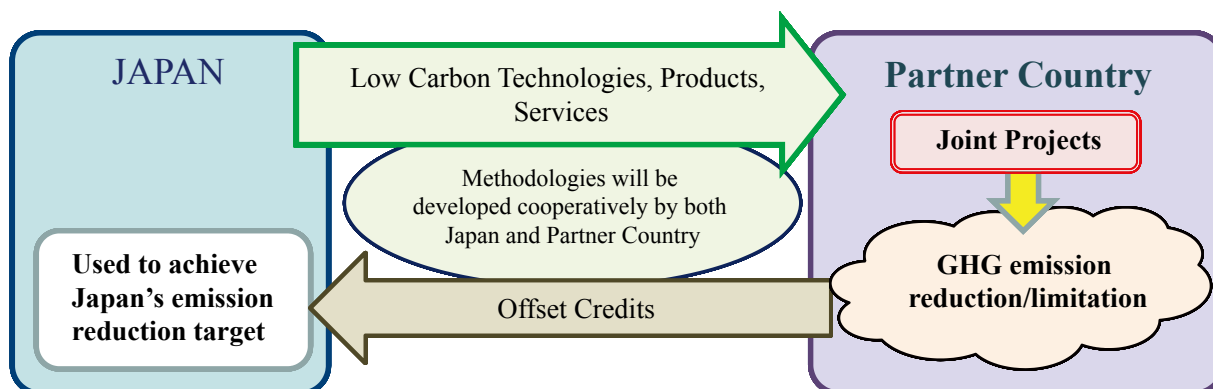 JAPAN
Low Carbon Technologies, Products,
Services
Partner Country
Joint Projects
Methodologies will be
developed cooperatively by both
Japan and Partner Country
Used to achieve
Japan’s emission
reduction target
Offset Credits
GHG emission
reduction/limitation